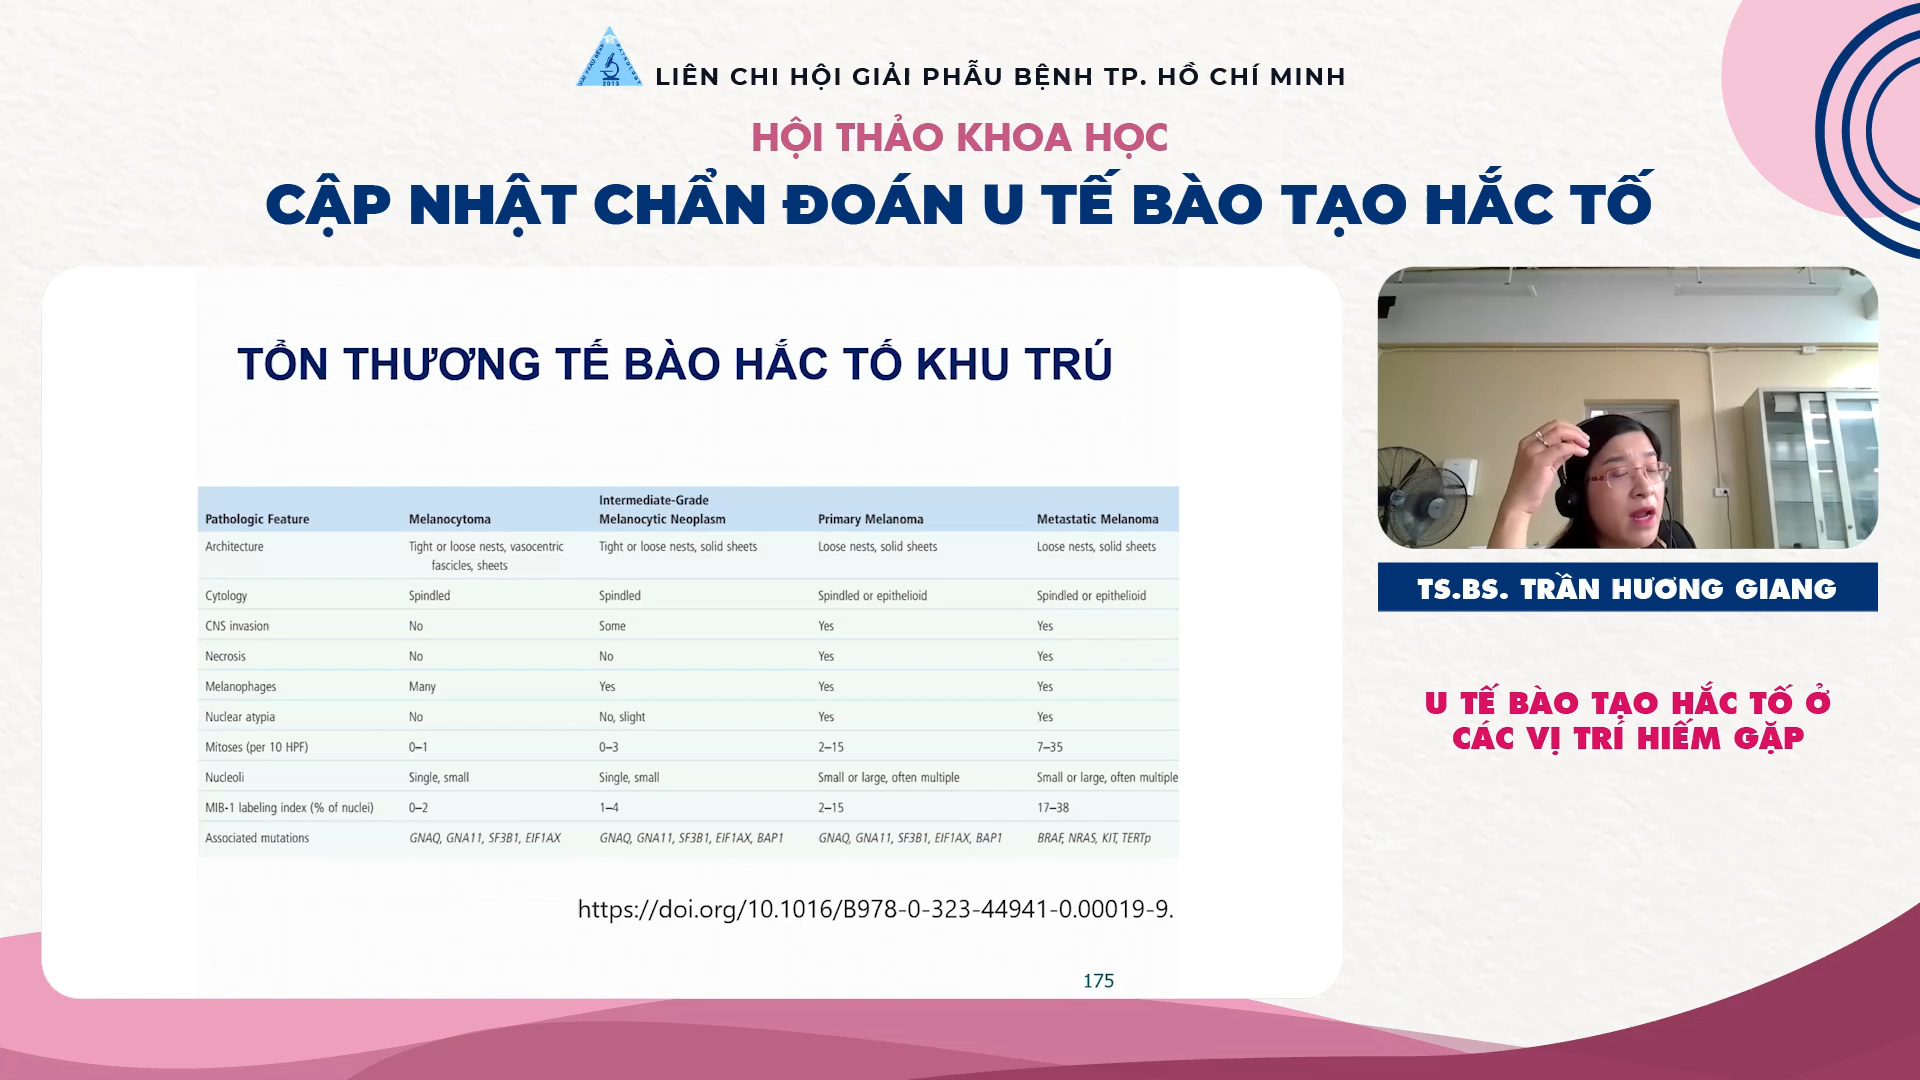 LIÊN CHI HỘI GIẢI PHẪU BỆNH TP. HỒ CHÍ MINH
HỘI THẢO KHOA HỌC
CẬP NHẬT CHẨN ĐOÁN U TẾ BÀO TẠO HẮC TỐ
TỔN THƯƠNG TẾ BÀO HẮC TỐ KHU TRÚ
Pathologic Feature Melanocytoma Intermediate-Grade Melanocytic Neoplasm Primary Melanoma Metastatic Melanoma
Architecture Tight or loose nests, vasocentric fascicles, sheets Tight or loose nests, solid sheets Loose nests, solid sheets Loose nests, solid sheets
Cytology Spindled Spindled Spindled or epithelioid Spindled or epithelioid
CNS invasion No Some Yes Yes
Necrosis No No Yes Yes
Melanophages Many Yes Yes Yes
Nuclear atypia No No, slight Yes Yes
Mitoses (per 10 HPF) 0–1 0–3 2–15 7–35
Nucleoli Single, small Single, small Small or large, often multiple Small or large, often multiple
MIB-1 labeling index (% of nuclei) 0–2 1–4 2–15 17–38
Associated mutations GNAQ, GNA11, SF3B1, EIF1AX GNAQ, GNA11, SF3B1, EIF1AX, BAP1 GNAQ, GNA11, SF3B1, EIF1AX, BAP1 BRAF, NRAS, KIT, TERTp
https://doi.org/10.1016/B978-0-323-44941-0.00019-9.
175
TS.BS. TRẦN HƯƠNG GIANG
U TẾ BÀO TẠO HẮC TỐ Ở
CÁC VỊ TRÍ HIẾM GẶP
2013